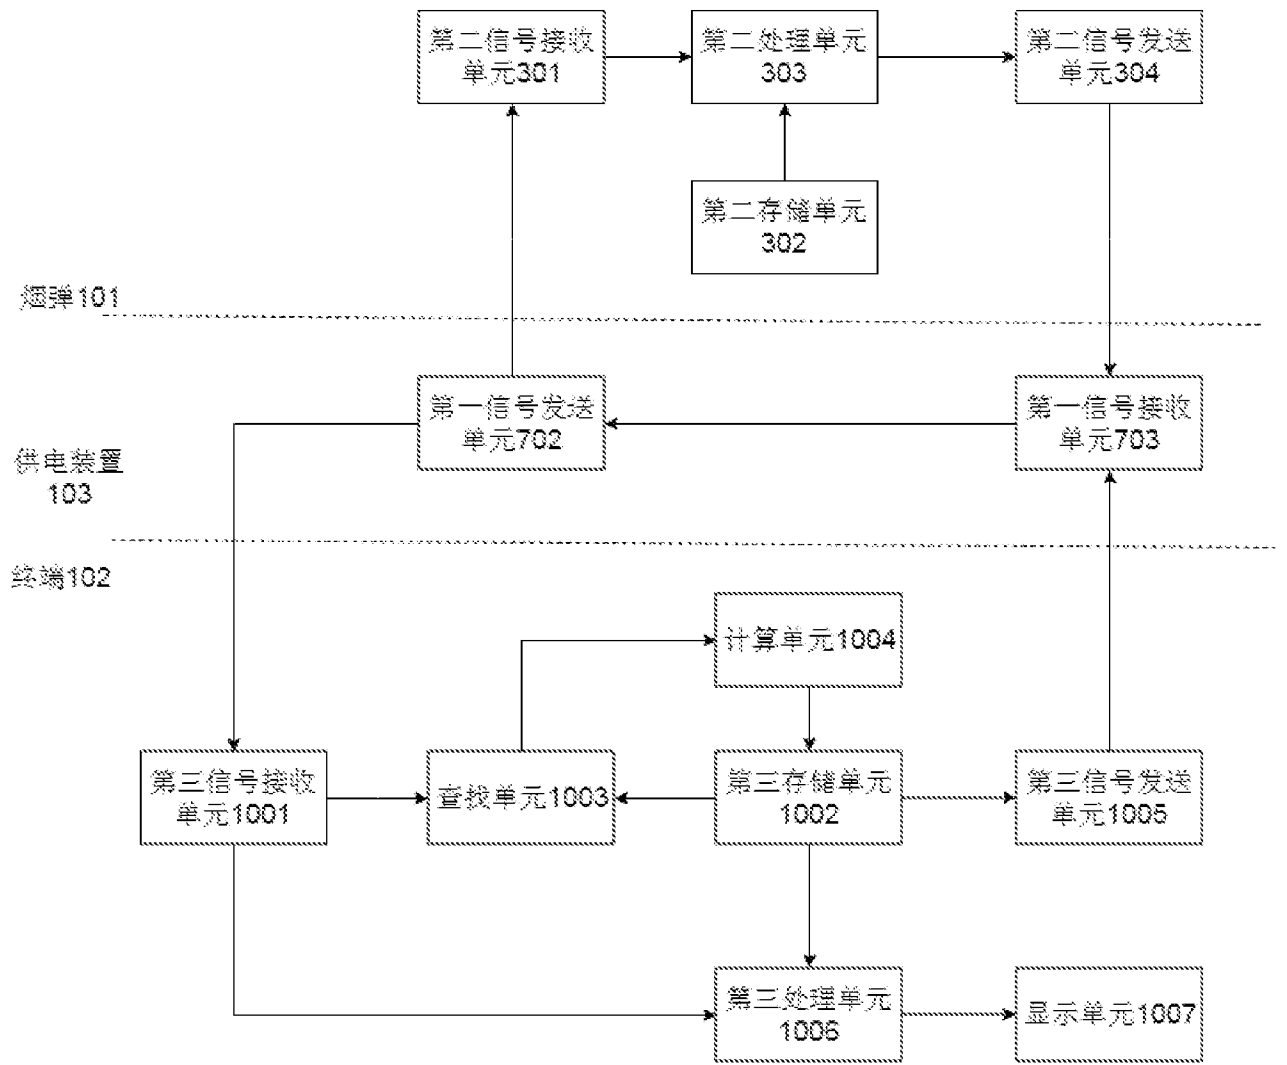 第二信号接收
单元301
第二处理单元
303
第二信号发送
单元304
第二存储单元
302
烟弹101
第一信号发送
单元702
第一信号接收
单元703
供电装置
103
终端102
计算单元1004
第三信号接收
单元1001
查找单元1003
第三存储单元
1002
第三信号发送
单元1005
第三处理单元
1006
显示单元1007